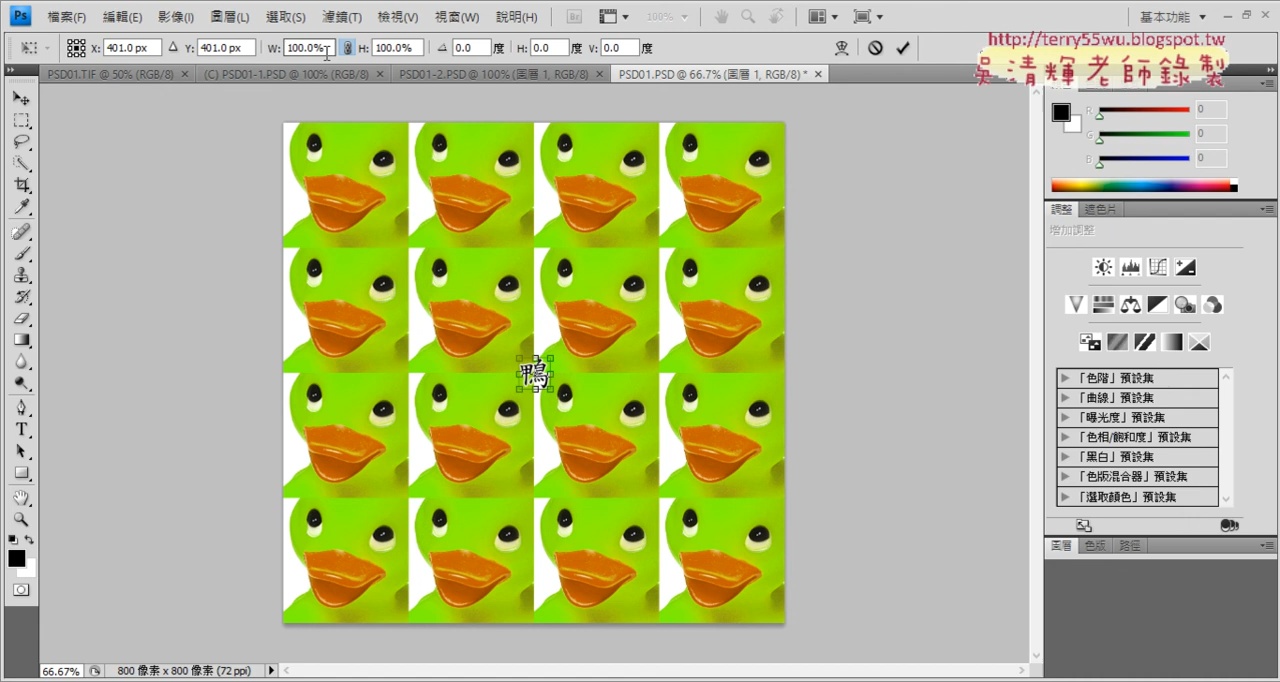 Ps 檔案(F) 編輯(E) 影像(I) 圖層(L) 選取(S) 濾鏡(T) 檢視(V) 視窗(W) 說明(H) Br 100% 基本功能
X: 401.0 px Y: 401.0 px W: 100.0% H: 100.0% 0.0 度 H: 0.0 V: 0.0 度
http://terry55wu.blogspot.tw
吳清輝老師錄製
PSD01.TIF @ 50% (RGB/8) × (C) PSD01-1.PSD @ 100% (RGB/8) × PSD01-2.PSD @ 100% (圖層 1, RGB/8) × PSD01.PSD @ 66.7% (圖層 1, RGB/8) * ×
R 0
G 0
B 0
調整 遮色片
增加調整
鴨
「色階」預設集
「曲線」預設集
「曝光度」預設集
「色相/飽和度」預設集
「黑白」預設集
「色版混合器」預設集
「選取顏色」預設集
圖層 色版 路徑
66.67% 800 像素 x 800 像素 (72 ppi)